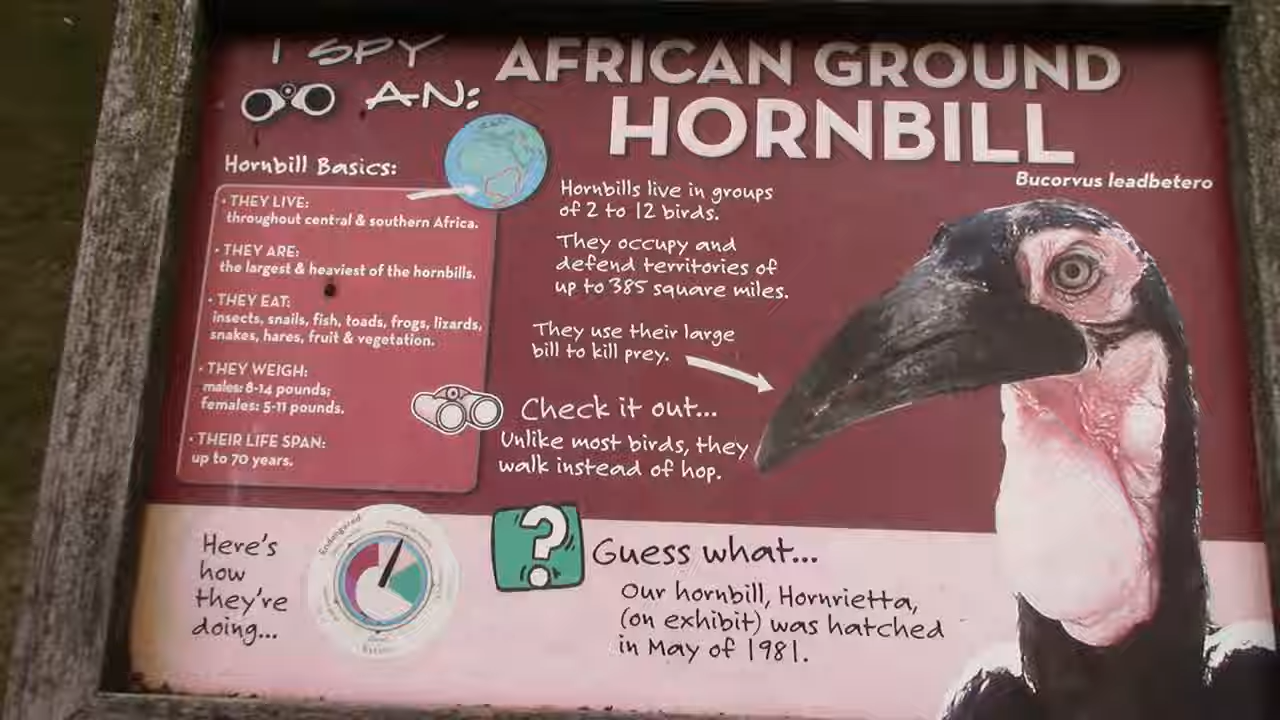 I SPY
AN:
AFRICAN GROUND
HORNBILL
Bucorvus leadbetero
Hornbill Basics:
• THEY LIVE:
throughout central & southern Africa.
• THEY ARE:
the largest & heaviest of the hornbills.
• THEY EAT:
insects, snails, fish, toads, frogs, lizards,
snakes, hares, fruit & vegetation.
• THEY WEIGH:
males: 8-14 pounds;
females: 5-11 pounds.
• THEIR LIFE SPAN:
up to 70 years.
Hornbills live in groups
of 2 to 12 birds.
They occupy and
defend territories of
up to 385 square miles.
They use their large
bill to kill prey.
Check it out...
Unlike most birds, they
walk instead of hop.
Here's
how
they're
doing...
Endangered
?
Guess what...
Our hornbill, Hornrietta,
(on exhibit) was hatched
in May of 1981.